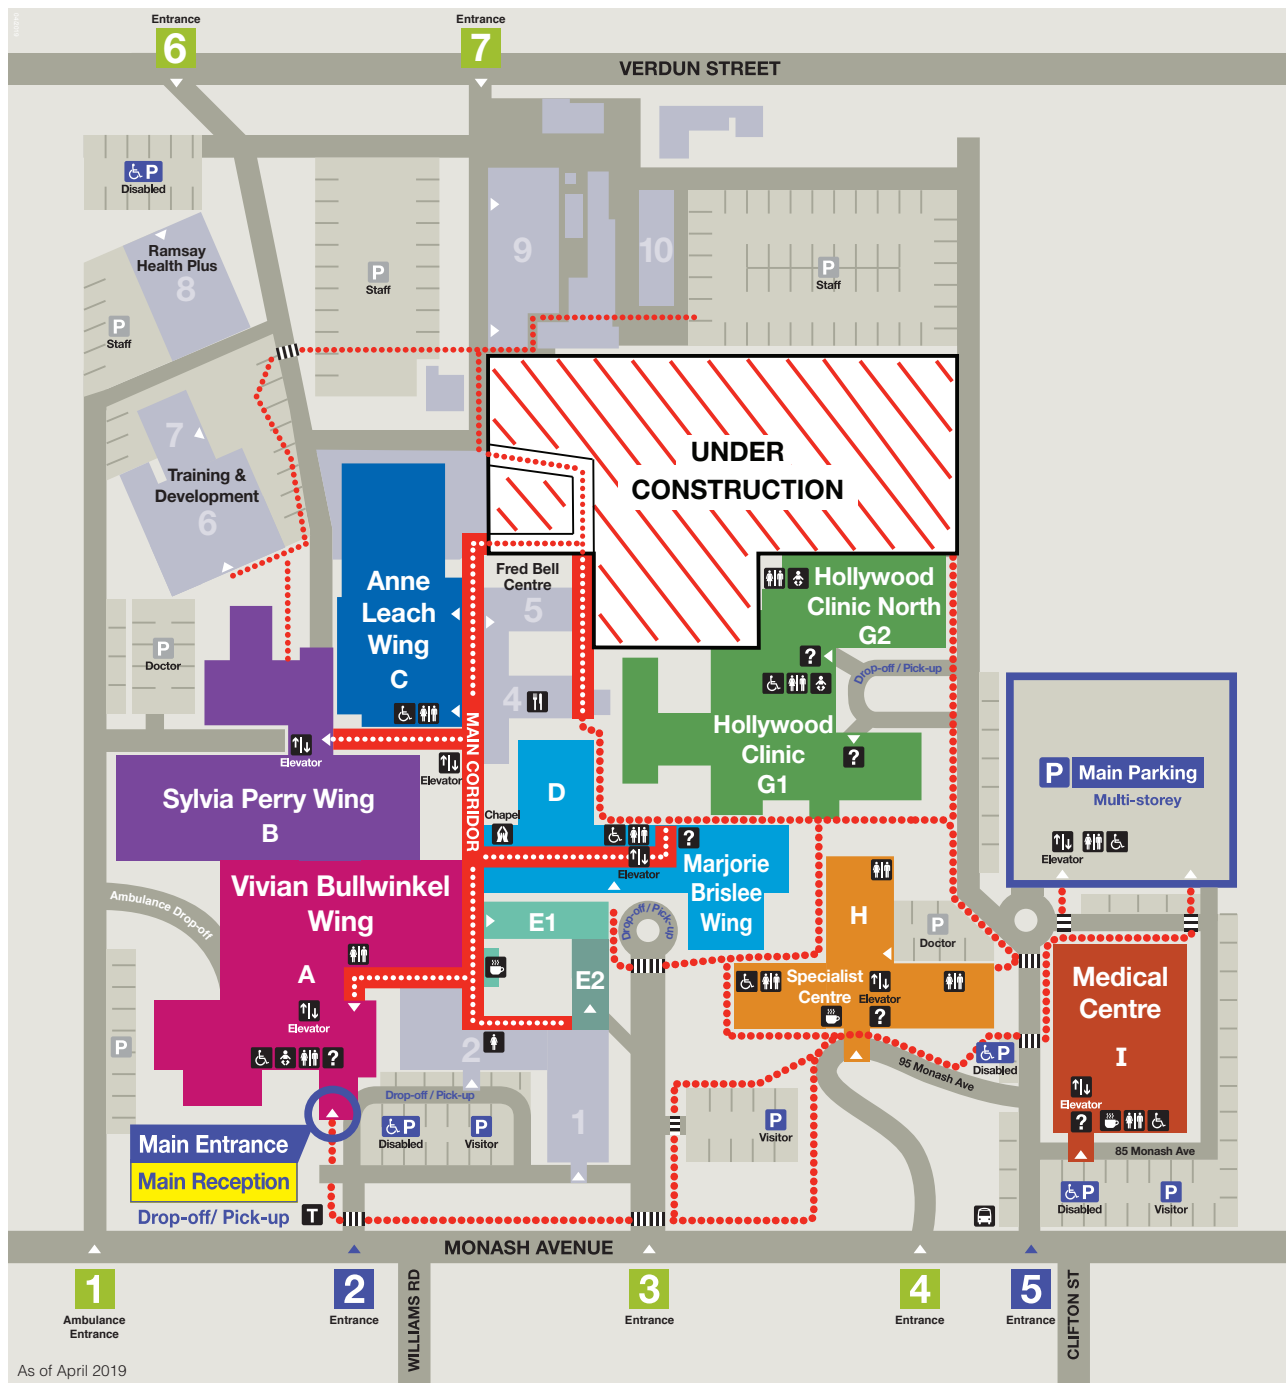 Entrance
6
Entrance
7
VERDUN STREET
P
Disabled
Ramsay
Health Plus
8
P
Staff
9
10
P
Staff
P
Staff
7
Training &
Development
6
UNDER
CONSTRUCTION
Anne
Leach
Wing
C
Fred Bell
Centre
5
Hollywood
Clinic North
G2
?
Drop-off / Pick-up
P
Doctor
4
MAIN CORRIDOR
Hollywood
Clinic
G1
?
Elevator
Elevator
P
Main Parking
Multi-storey
Elevator
Sylvia Perry Wing
B
D
Chapel
?
Elevator
Marjorie
Brislee
Wing
Vivian Bullwinkel
Wing
A
Ambulance Drop-off
E1
E2
Drop-off / Pick-up
H
P
Doctor
Specialist
Centre
Elevator
?
Medical
Centre
I
Elevator
?
Elevator
?
P
2
1
Drop-off / Pick-up
P
Disabled
P
Visitor
P
Visitor
95 Monash Ave
P
Disabled
85 Monash Ave
P
Disabled
P
Visitor
Main Entrance
Main Reception
Drop-off/ Pick-up
T
MONASH AVENUE
1
Ambulance
Entrance
2
Entrance
WILLIAMS RD
3
Entrance
4
Entrance
5
Entrance
CLIFTON ST
As of April 2019